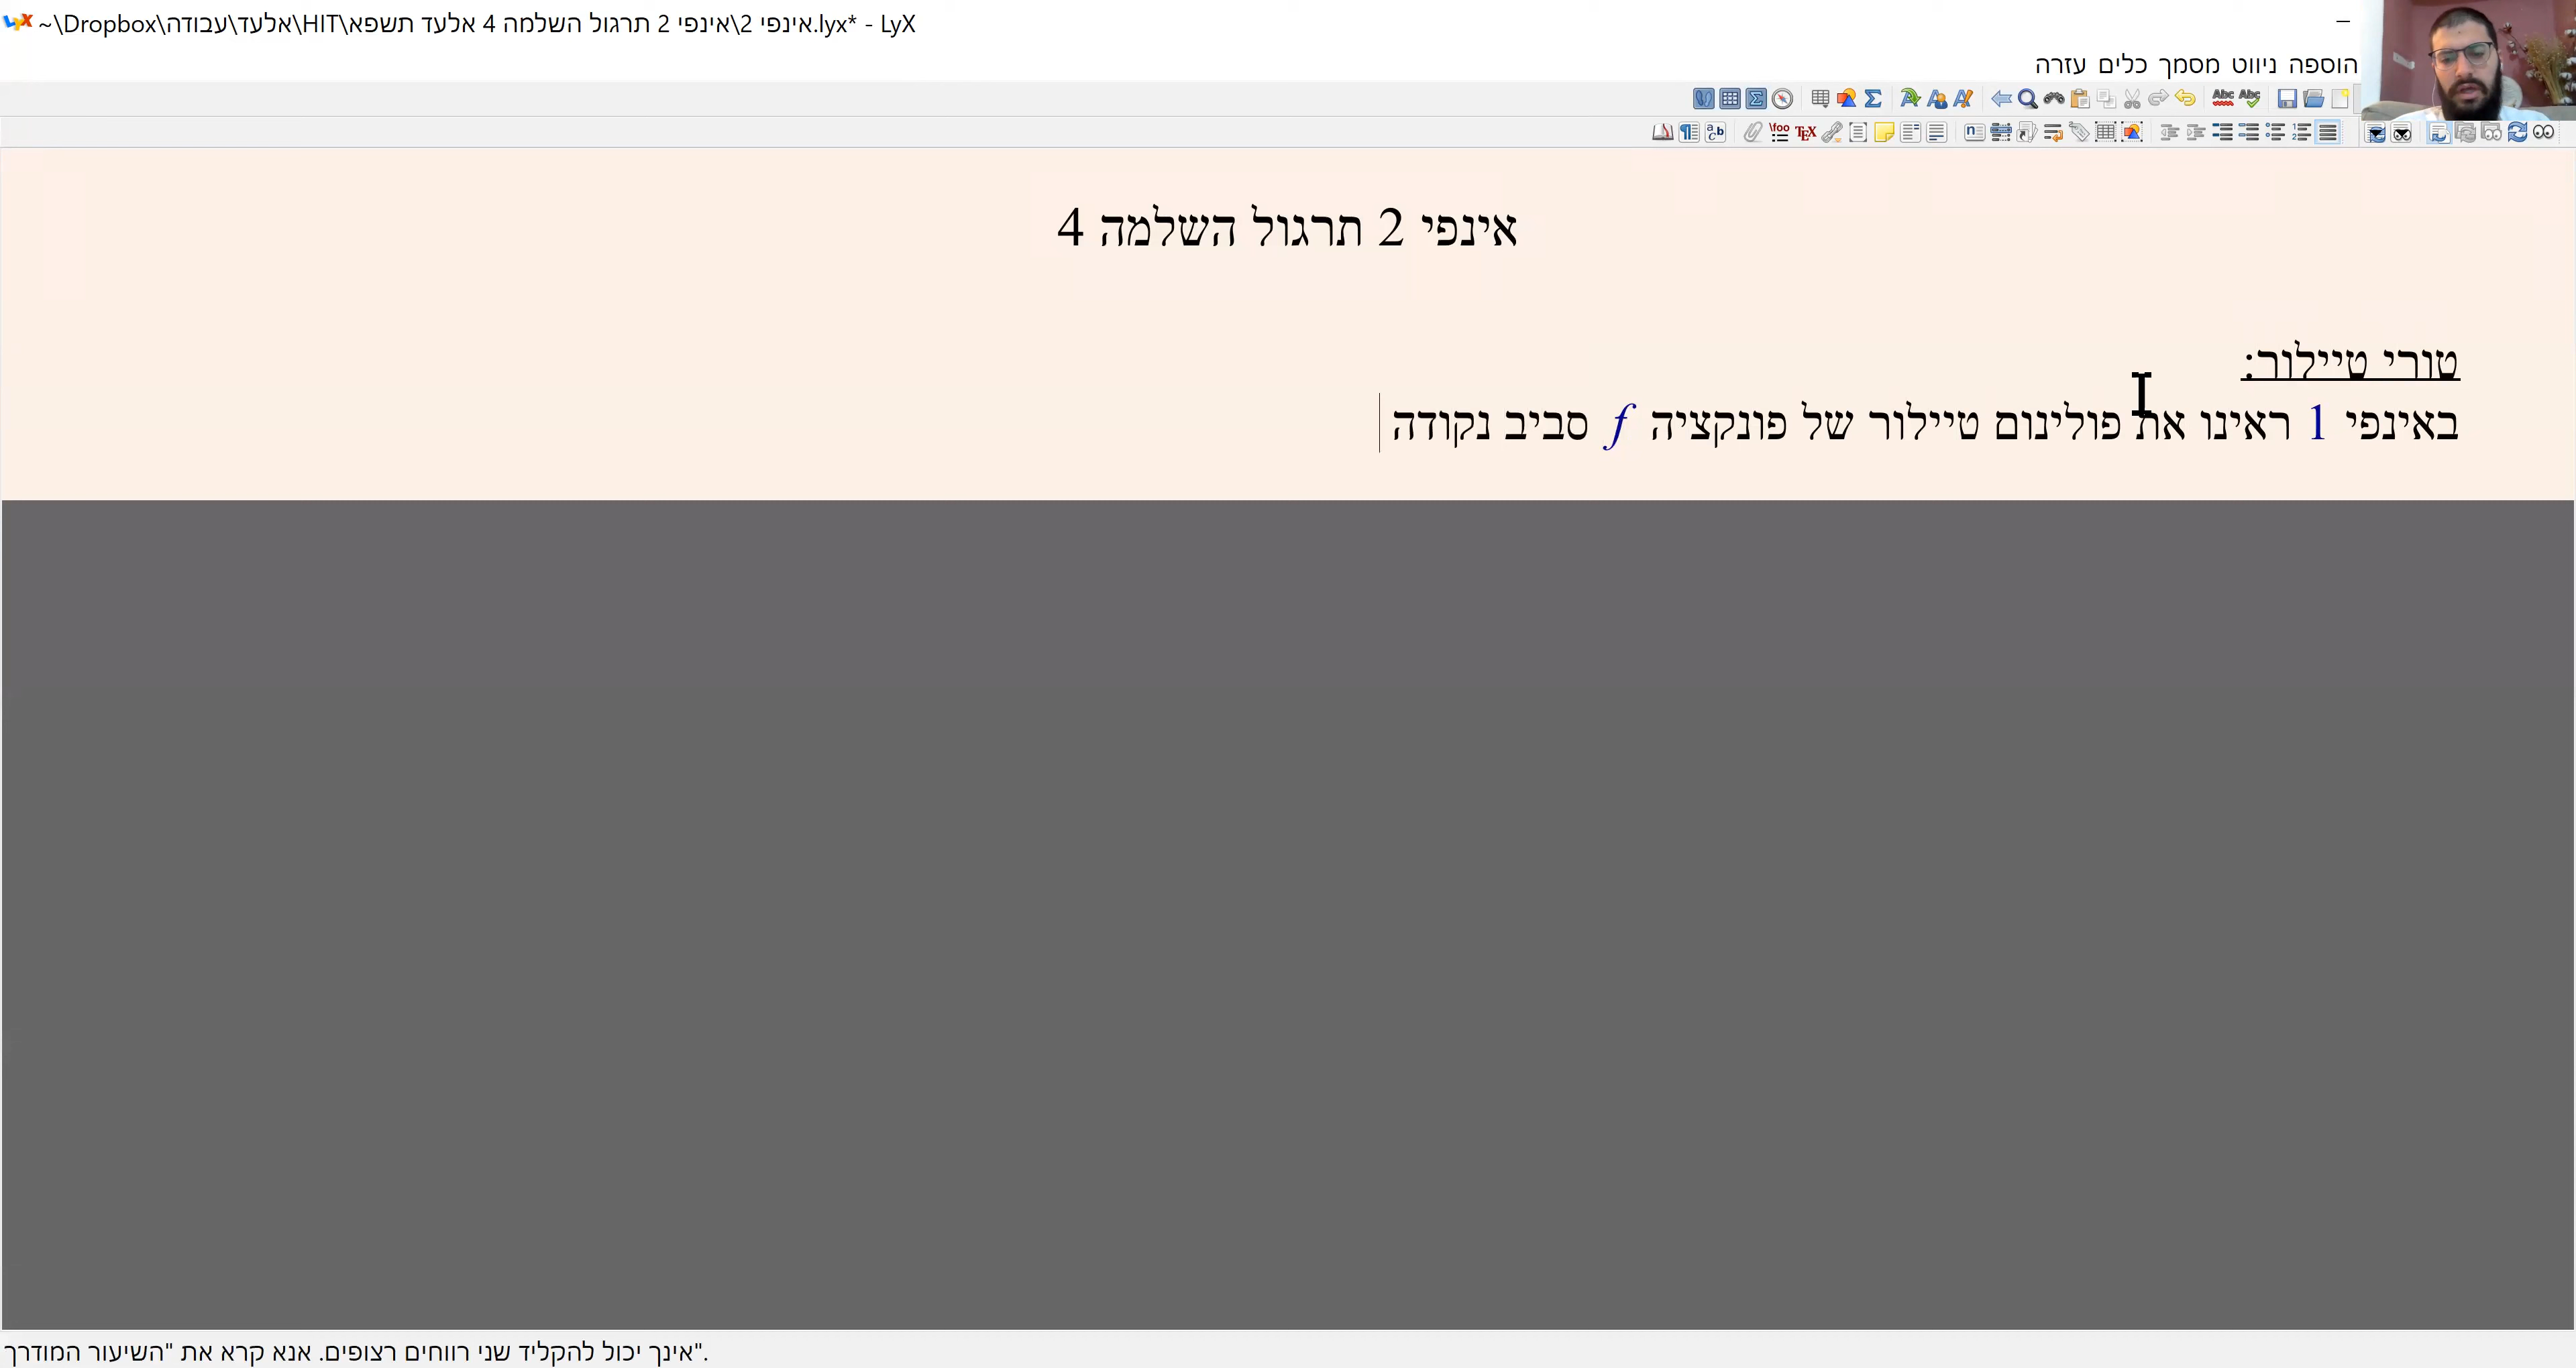 ~\Dropbox\אלעד\עבודה\HIT\אינפי 2\אינפי 2 תרגול השלמה 4 אלעד תשפא.lyx* - LyX
הוספה ניווט מסמך כלים עזרה
אינפי 2 תרגול השלמה 4
טורי טיילור:
באינפי 1 ראינו את פולינום טיילור של פונקציה f סביב נקודה
אינך יכול להקליד שני רווחים רצופים. אנא קרא את "השיעור המודרך".